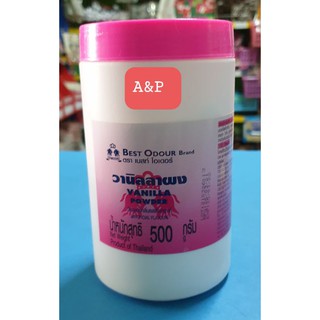 A&P
BEST ODOUR Brand
ตรา เบสท์ โอเดอร์
วานิลลาผง
VANILLA
POWDER
น้ำหนักสุทธิ 500 กรัม
Net Weight
Product of Thailand